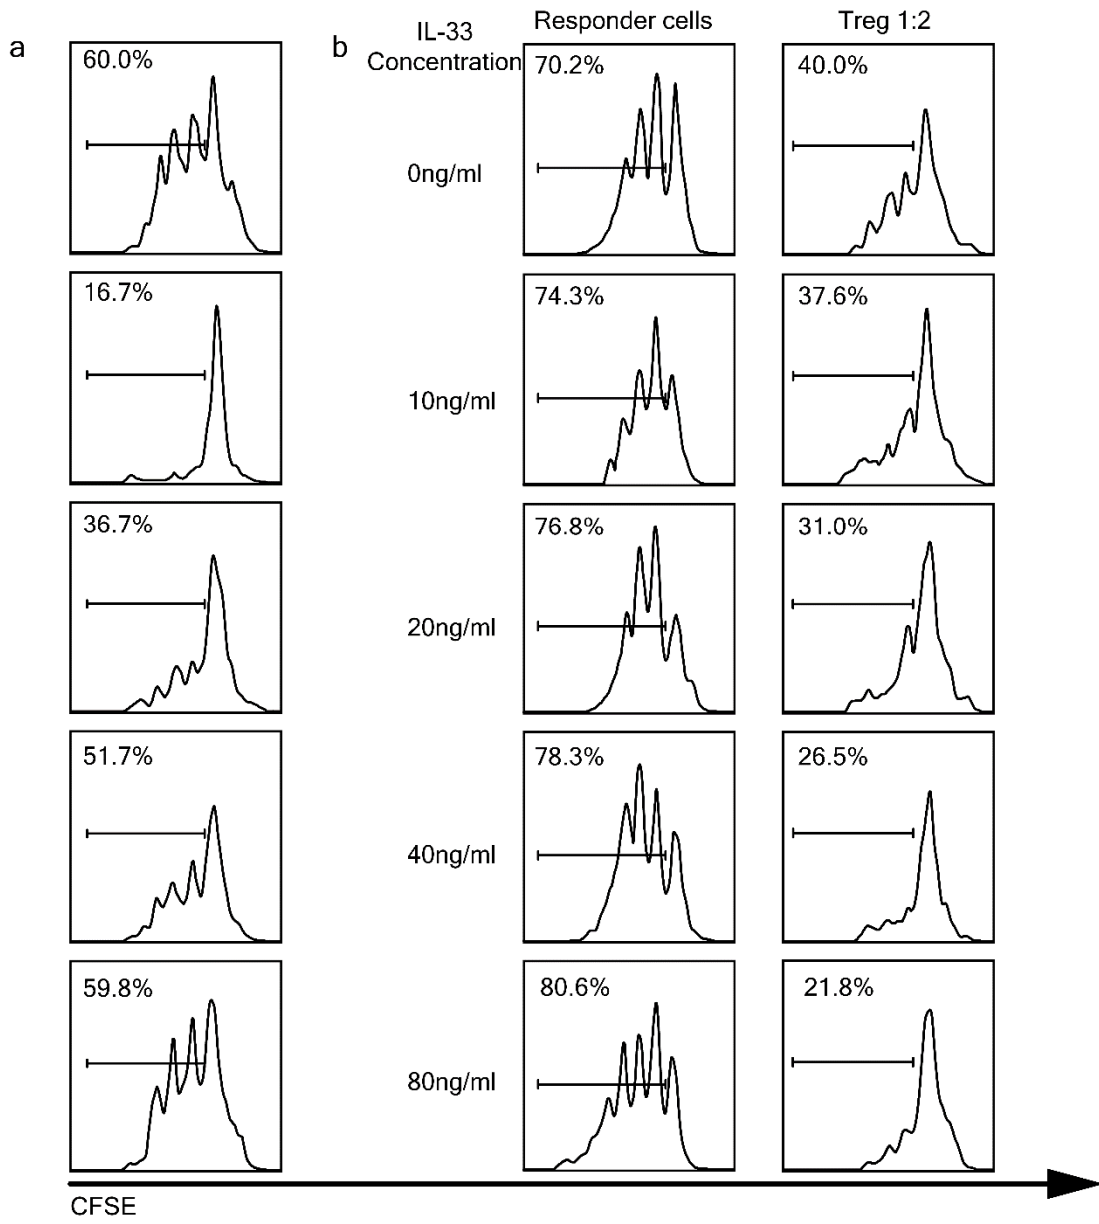 a
b
IL-33
Concentration
Responder cells
Treg 1:2
60.0%
70.2%
40.0%
0ng/ml
16.7%
74.3%
37.6%
10ng/ml
36.7%
76.8%
31.0%
20ng/ml
51.7%
78.3%
26.5%
40ng/ml
59.8%
80.6%
21.8%
80ng/ml
CFSE